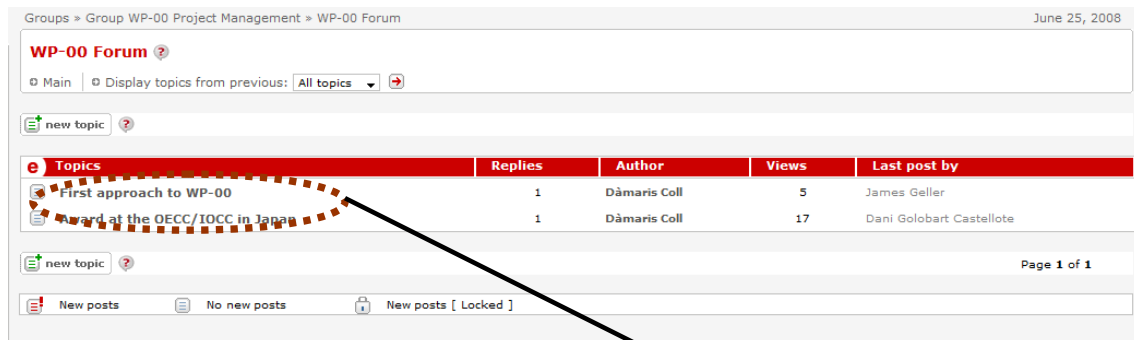 Groups » Group WP-00 Project Management » WP-00 Forum June 25, 2008
WP-00 Forum ?
Main Display topics from previous: All topics
new topic ?
e Topics Replies Author Views Last post by
First approach to WP-00 1 Dàmaris Coll 5 James Geller
Award at the OECC/IOCC in Japan 1 Dàmaris Coll 17 Dani Golobart Castellote
new topic ? Page 1 of 1
New posts No new posts New posts [ Locked ]